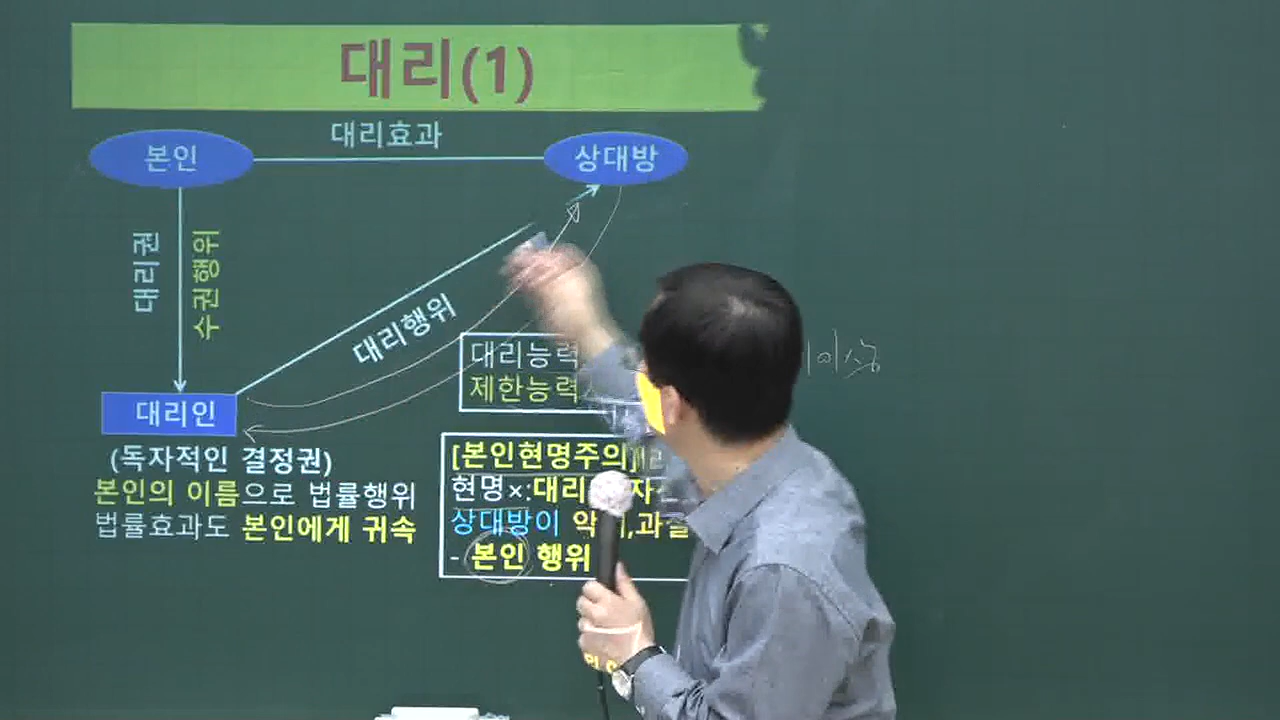 대리(1)
대리효과
본인
상대방
대리권
수권행위
대리행위
대리능력
제한능력
대리인
(독자적인 결정권)
본인의 이름으로 법률행위
법률효과도 본인에게 귀속
[본인현명주의]
현명×:대리
상대방이
- 본인 행위
이상